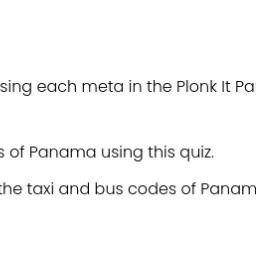 sing each meta in the Plonk It Pa
s of Panama using this quiz.
the taxi and bus codes of Panam